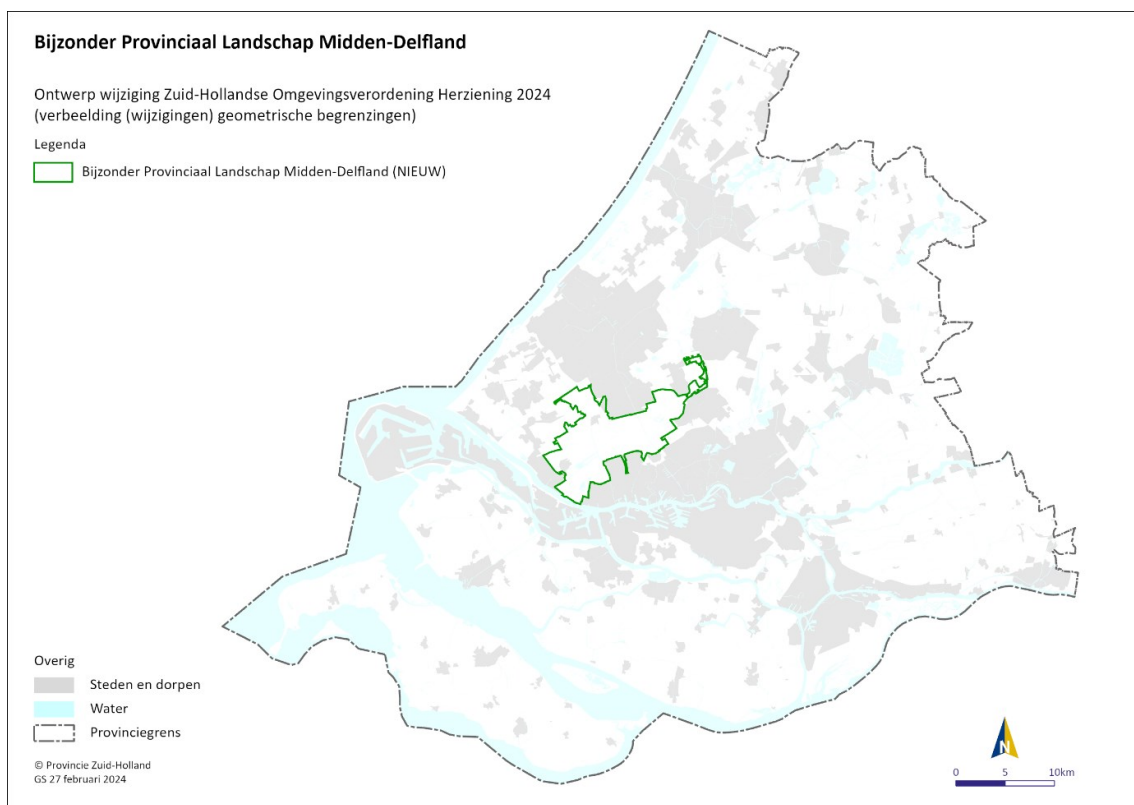 Bijzonder Provinciaal Landschap Midden-Delfland
Ontwerp wijziging Zuid-Hollandse Omgevingsverordening Herziening 2024
(verbeelding (wijzigingen) geometrische begrenzingen)
Legenda
Bijzonder Provinciaal Landschap Midden-Delfland (NIEUW)
Overig
Steden en dorpen
Water
Provinciegrens
© Provincie Zuid-Holland
GS 27 februari 2024
N
0 5 10km